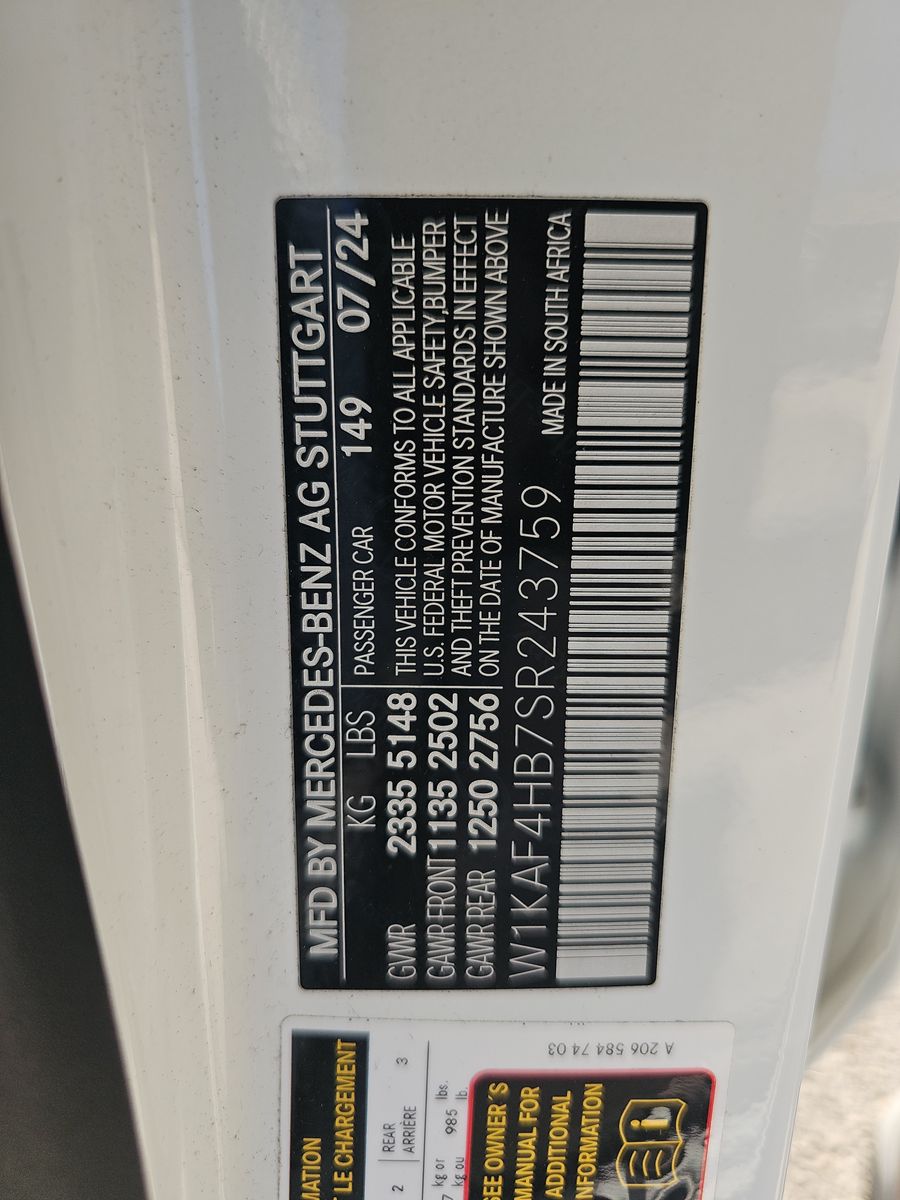 MFD BY MERCEDES-BENZ AG STUTTGART
KG LBS PASSENGER CAR 149 07/24
GVWR 2335 5148
GAWR FRONT 1135 2502
GAWR REAR 1250 2756
THIS VEHICLE CONFORMS TO ALL APPLICABLE
U.S. FEDERAL MOTOR VEHICLE SAFETY,BUMPER
AND THEFT PREVENTION STANDARDS IN EFFECT
ON THE DATE OF MANUFACTURE SHOWN ABOVE
W1KAF4HB7SR243759 MADE IN SOUTH AFRICA
LE CHARGEMENT
2 REAR 3
ARRIÈRE
kg or lbs.
kg ou 985 lb.
SEE OWNER'S
MANUAL FOR
ADDITIONAL
INFORMATION
A 206 584 74 03